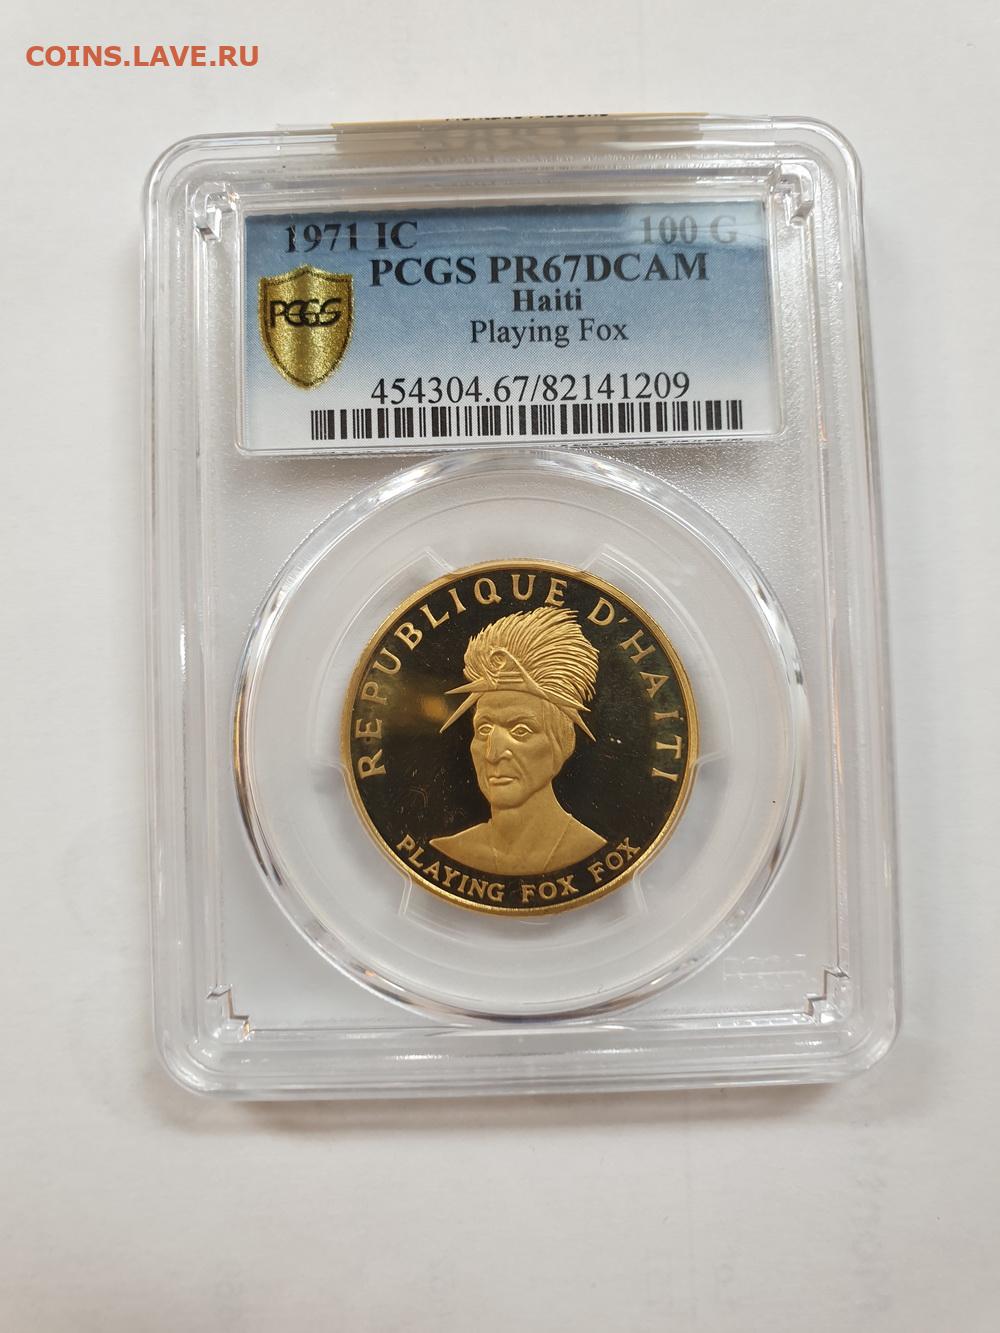 COINS.LAVE.RU
1971 IC 100 G
PCGS PR67DCAM
Haiti
PCGS
Playing Fox
454304.67/82141209
REPUBLIQUE D'HAITI
PLAYING FOX FOX